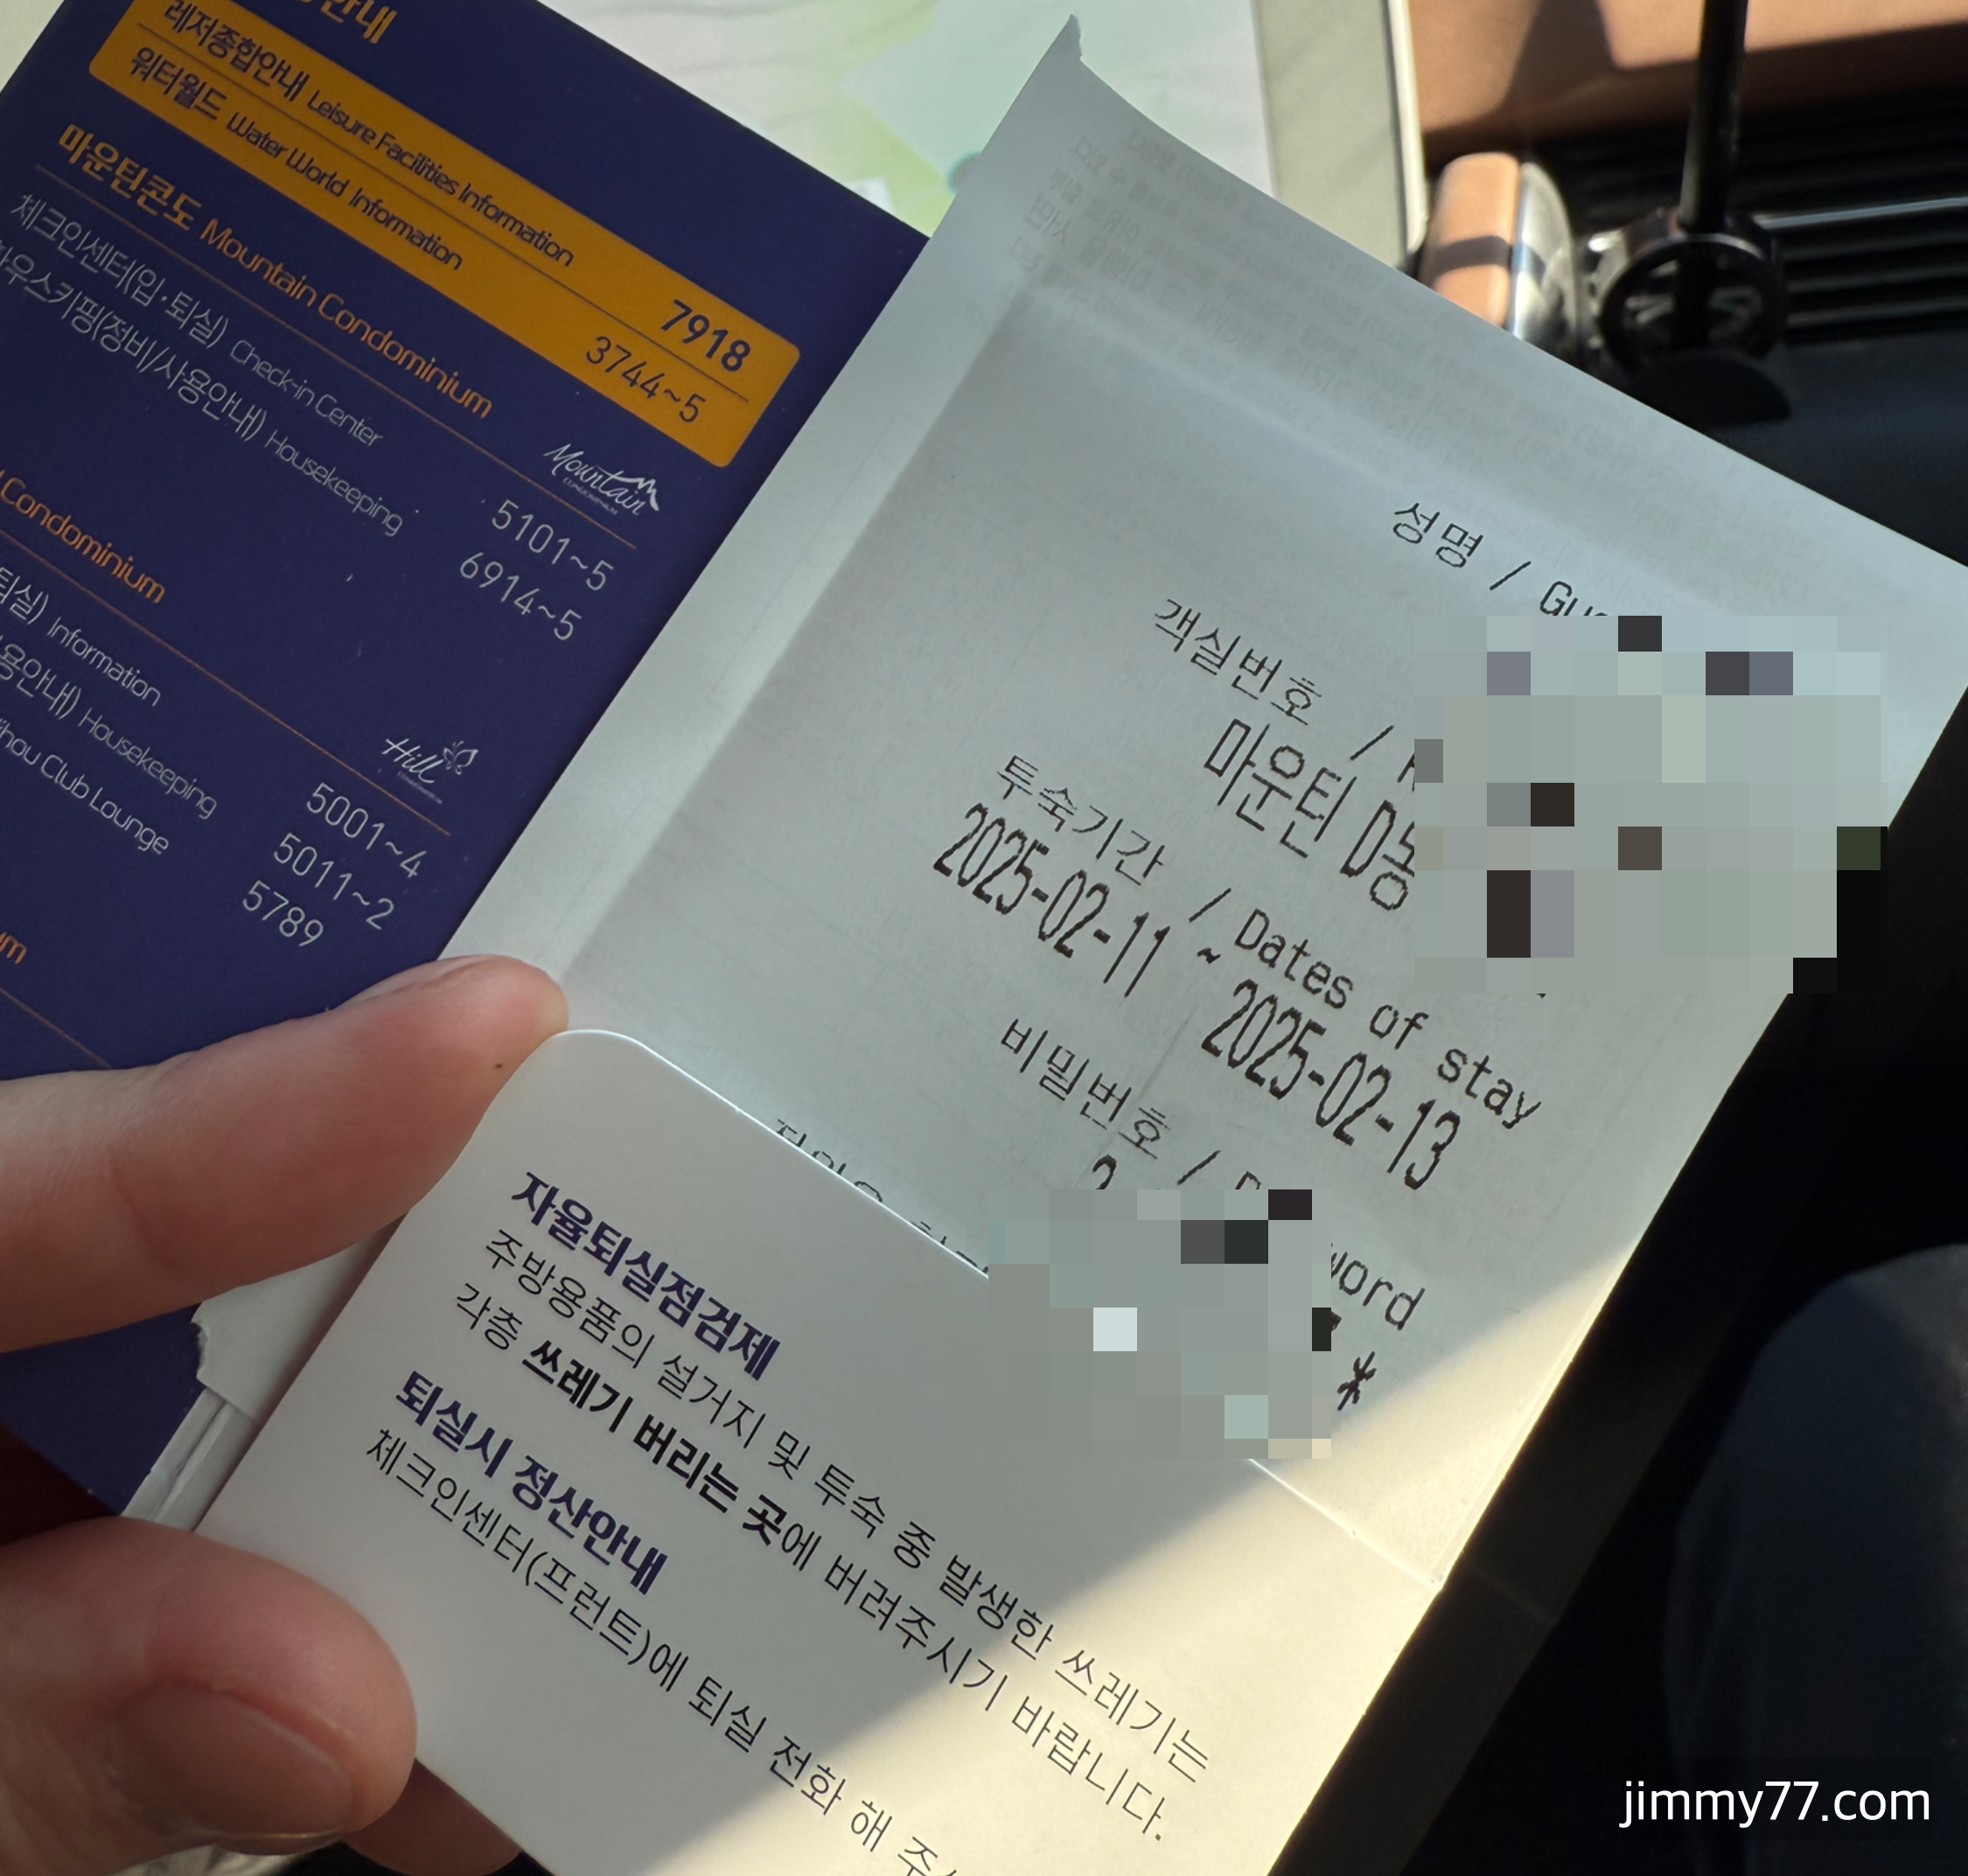 안내
레저종합안내 Leisure Facilities Information 7918
워터월드 Water World Information 3744~5
마운틴콘도 Mountain Condominium
Mountain
체크인센터(입·퇴실) Check-in Center 5101~5
하우스키핑(정비/사용안내) Housekeeping 6914~5
Condominium
Hill
퇴실) Information 5001~4
용안내) Housekeeping 5011~2
Club Lounge 5789
성명 / Gu
객실번호 /
마운틴 D동
투숙기간 / Dates of stay
2025-02-11 ~ 2025-02-13
비밀번호 /
2
word
*
자율퇴실점검제
주방용품의 설거지 및 투숙 중 발생한 쓰레기는
각층 쓰레기 버리는 곳에 버려주시기 바랍니다.
퇴실시 정산안내
체크인센터(프런트)에 퇴실 전화 해 주
jimmy77.com